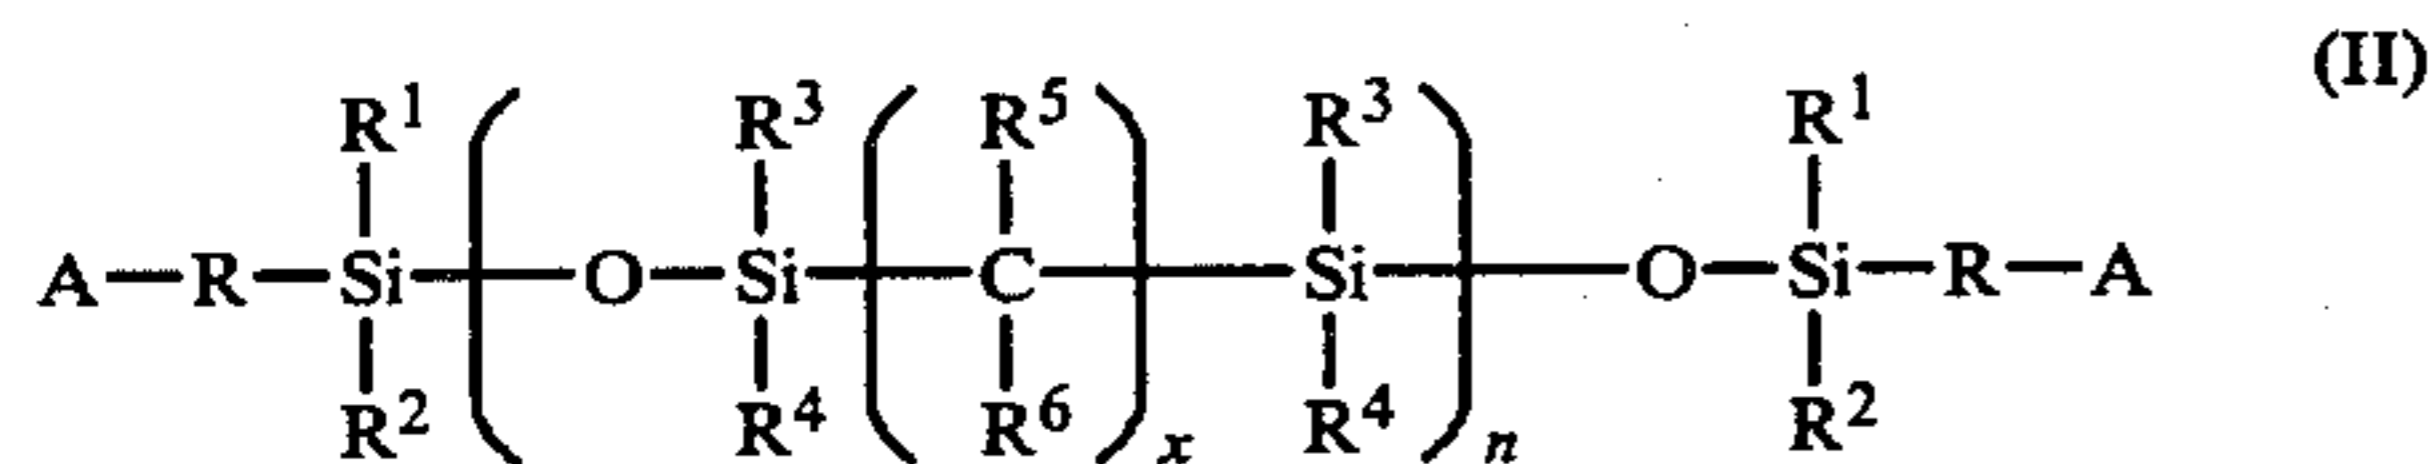 (II)
R¹ R³ R⁵ R³ R¹
A—R—Si—(—O—Si—(—C—)—Si—)—O—Si—R—A
R² R⁴ R⁶ x R⁴ n R²